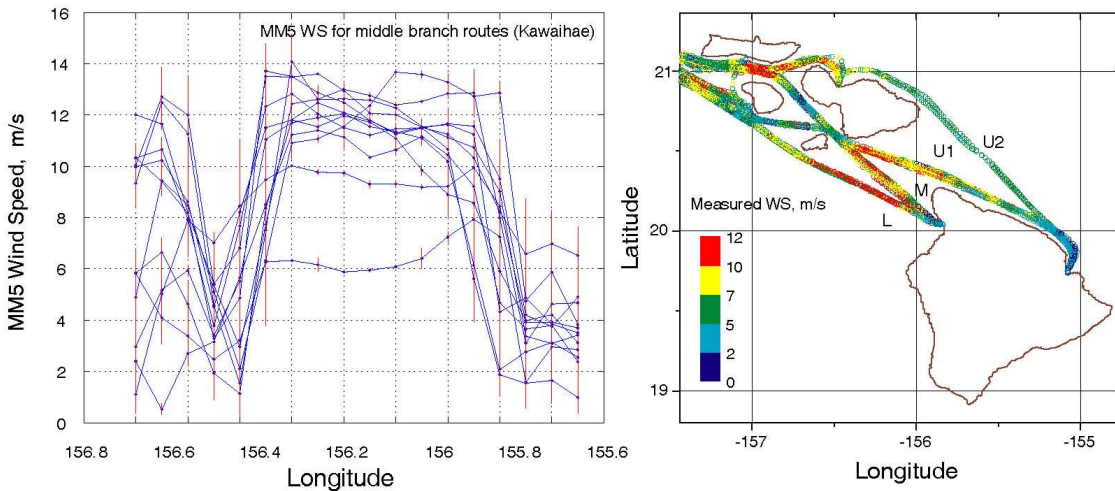 MM5 WS for middle branch routes (Kawaihae)
MM5 Wind Speed, m/s
16
14
12
10
8
6
4
2
0
156.8
156.6
156.4
156.2
156
155.8
155.6
Longitude
Latitude
21
20
19
U1
U2
M
L
Measured WS, m/s
12
10
7
5
2
0
-157
-156
-155
Longitude